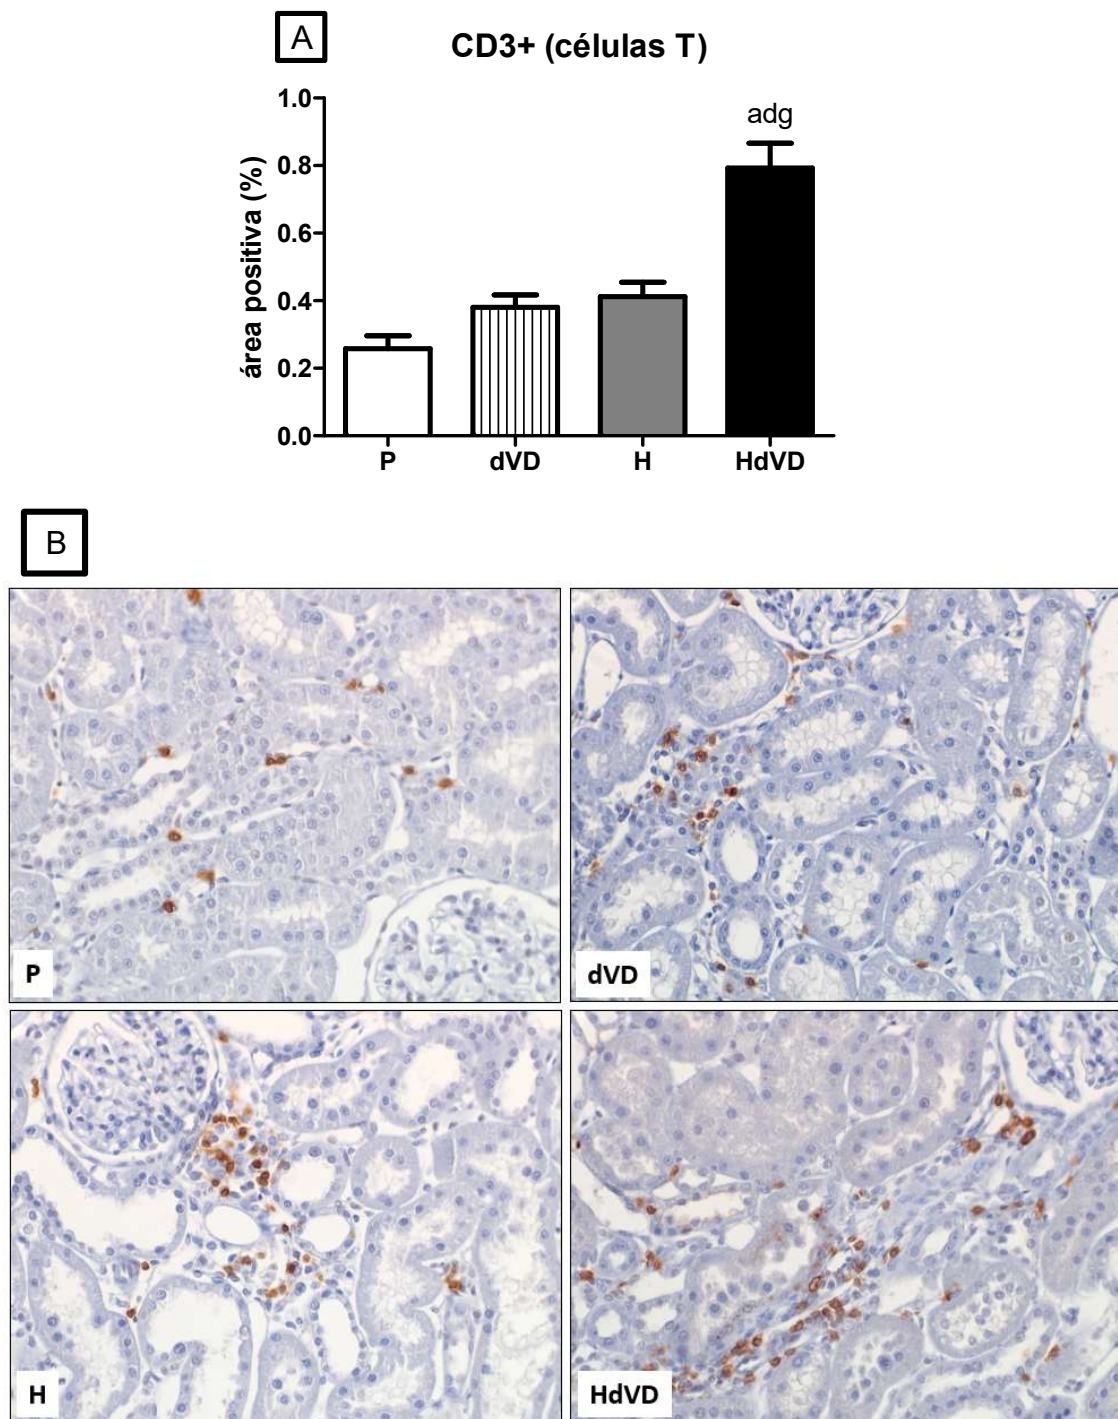 A
CD3+ (células T)
área positiva (%)
1.0
0.8
0.6
0.4
0.2
0.0
adg
P
dVD
H
HdVD
B
P
dVD
H
HdVD